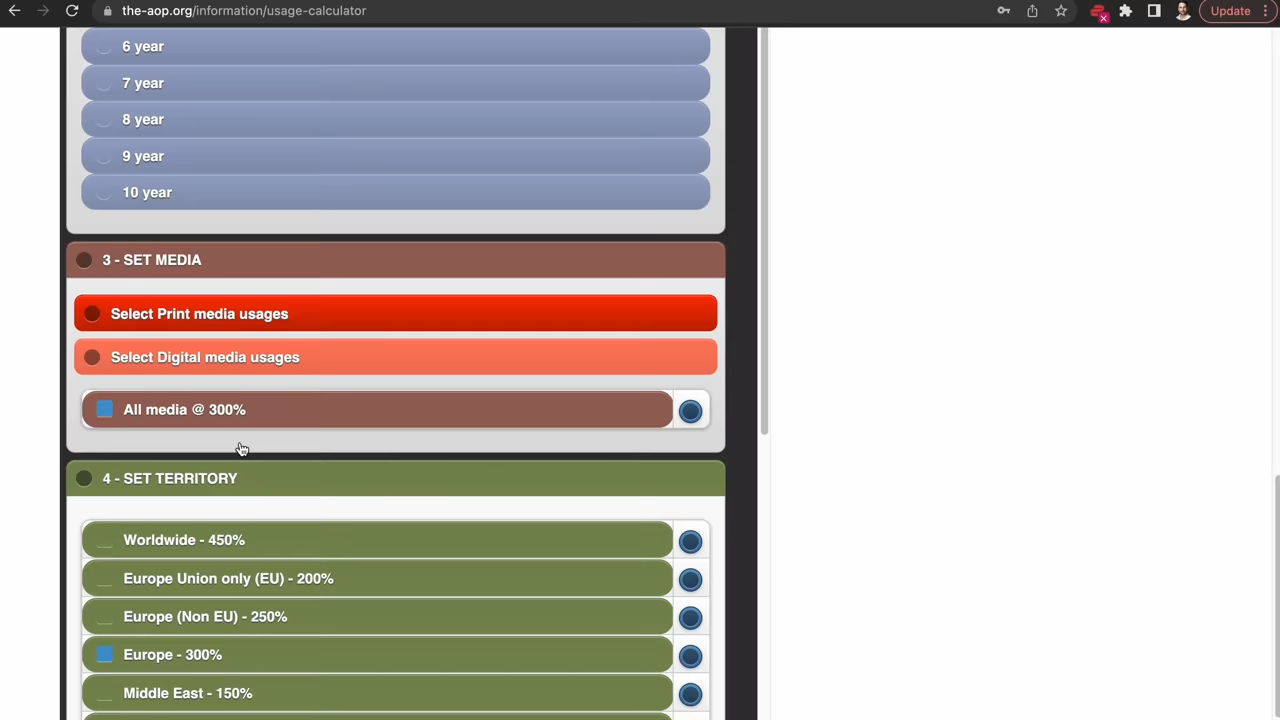 the-aop.org/information/usage-calculator
Update
6 year
7 year
8 year
9 year
10 year
3 - SET MEDIA
Select Print media usages
Select Digital media usages
All media @ 300%
4 - SET TERRITORY
Worldwide - 450%
Europe Union only (EU) - 200%
Europe (Non EU) - 250%
Europe - 300%
Middle East - 150%